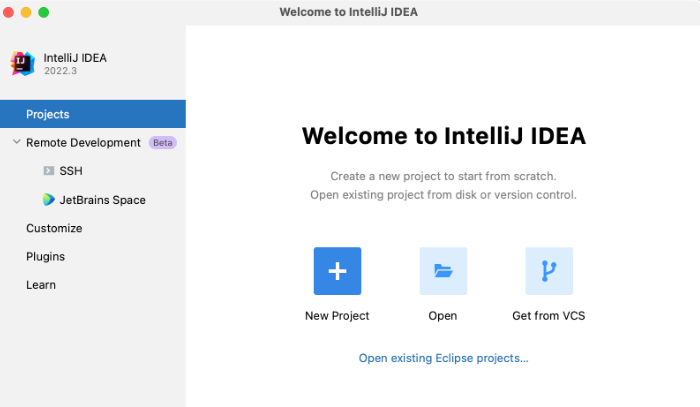 Welcome to IntelliJ IDEA
IJ
IntelliJ IDEA
2022.3
Projects
Remote Development Beta
SSH
JetBrains Space
Customize
Plugins
Learn
Welcome to IntelliJ IDEA
Create a new project to start from scratch.
Open existing project from disk or version control.
New Project Open Get from VCS
Open existing Eclipse projects...